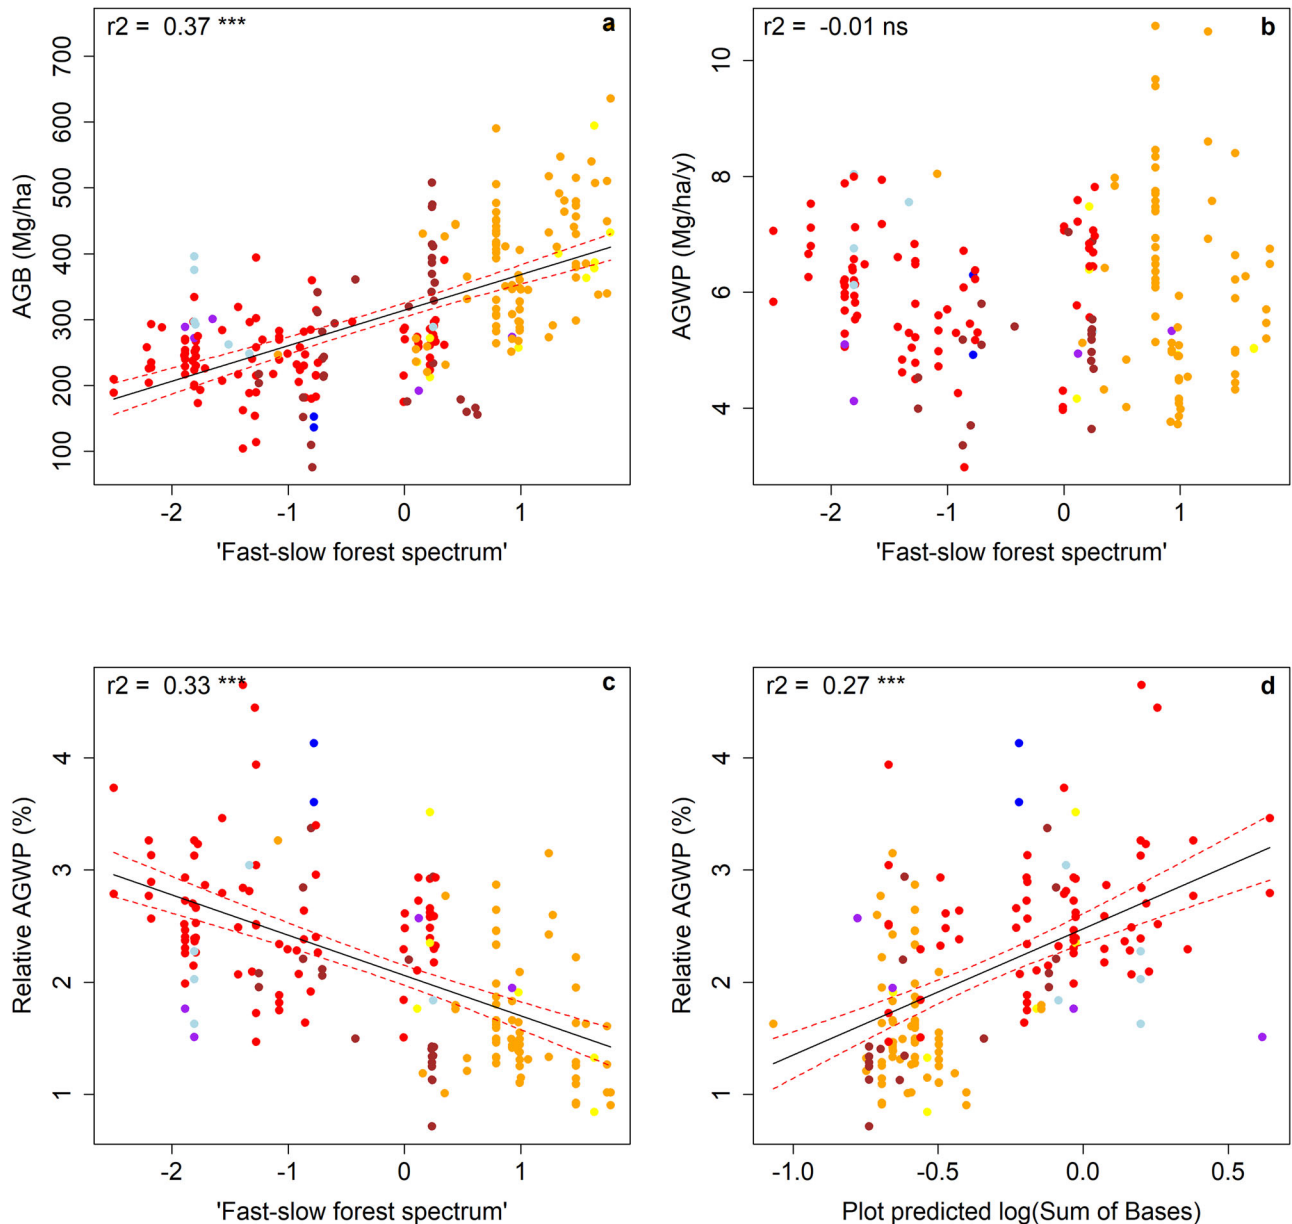 r2 = 0.37 ***
a
AGB (Mg/ha)
700
600
500
400
300
200
100
-2 -1 0 1
'Fast-slow forest spectrum'
r2 = -0.01 ns
b
AGWP (Mg/ha/y)
10
8
6
4
-2 -1 0 1
'Fast-slow forest spectrum'
r2 = 0.33 ***
c
Relative AGWP (%)
4
3
2
1
-2 -1 0 1
'Fast-slow forest spectrum'
r2 = 0.27 ***
d
Relative AGWP (%)
4
3
2
1
-1.0 -0.5 0.0 0.5
Plot predicted log(Sum of Bases)